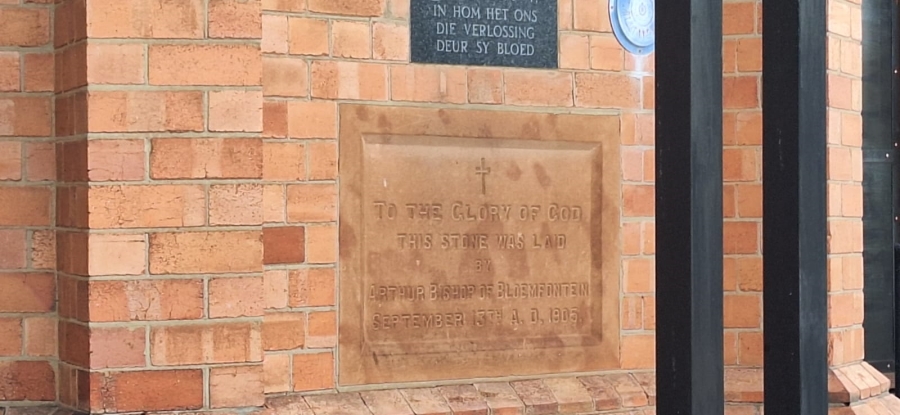 IN HOM HET ONS
DIE VERLOSSING
DEUR SY BLOED
TO THE GLORY OF GOD
THIS STONE WAS LAID
BY
ARTHUR BISHOP OF BLOEMFONTEIN
SEPTEMBER 13TH A. D. 1905